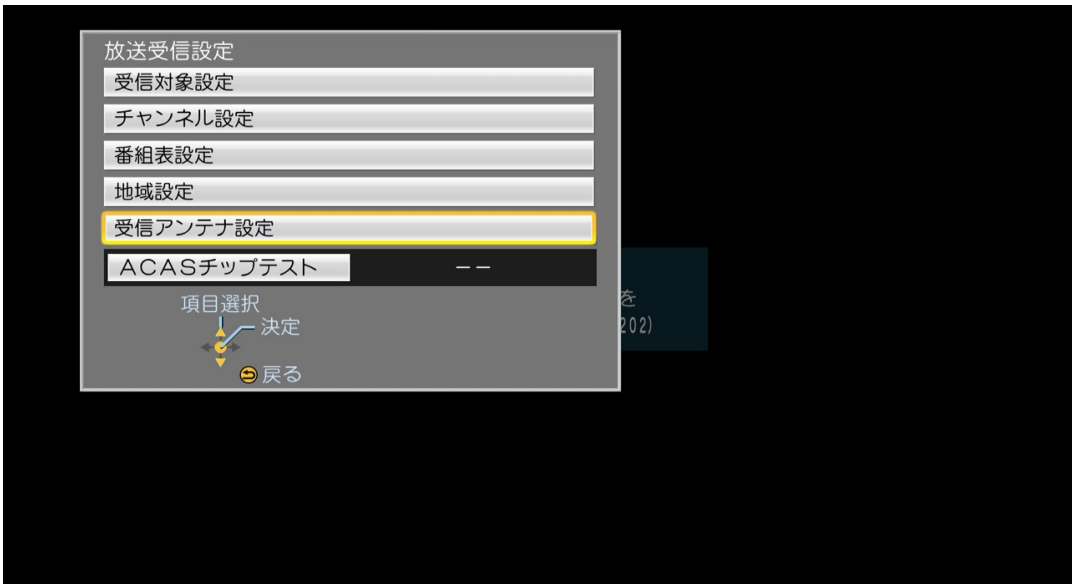 放送受信設定
受信対象設定
チャンネル設定
番組表設定
地域設定
受信アンテナ設定
ACASチップテスト －－
項目選択
決定
戻る
を
202)